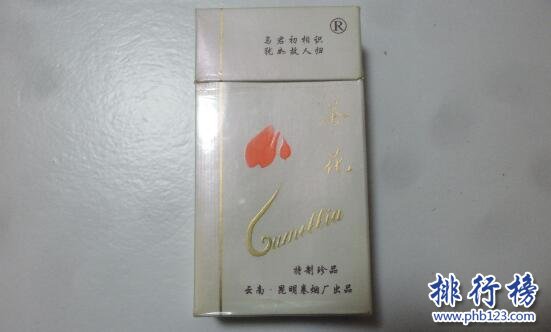 ®
与君初相识
犹如故人归
茶花
Camellia
特制珍品
云南·昆明卷烟厂出品
排行榜
www.phb123.com